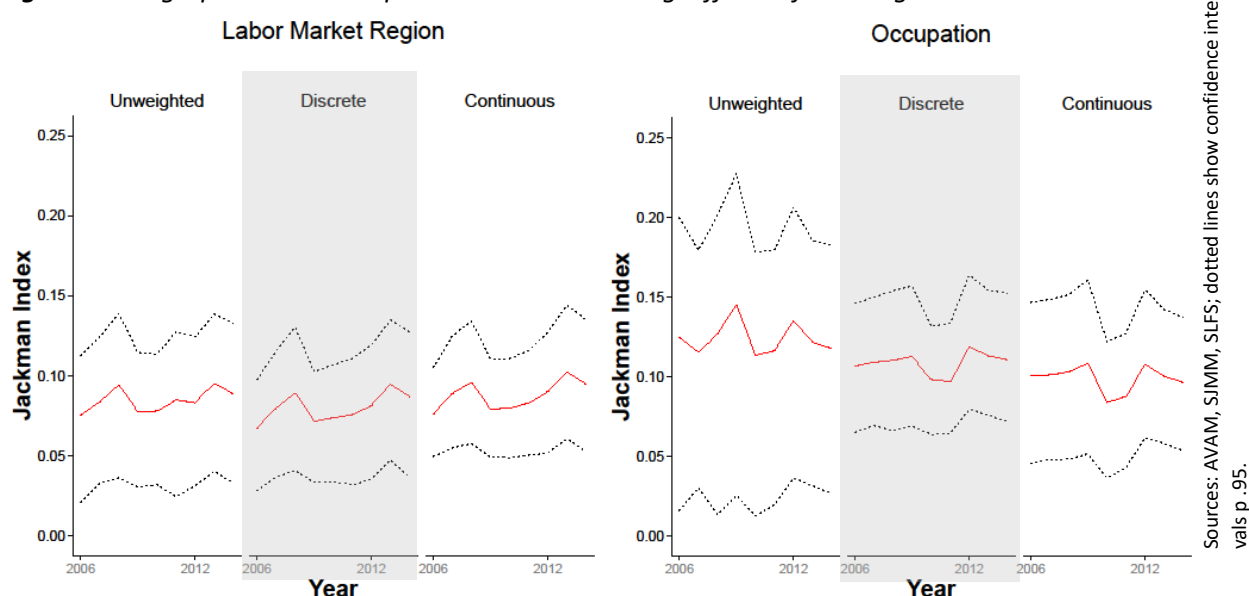 Labor Market Region
Unweighted
Discrete
Continuous
Jackman Index
0.25
0.20
0.15
0.10
0.05
0.00
2006
2012
2006
2012
2006
2012
Year
Occupation
Unweighted
Discrete
Continuous
Jackman Index
0.25
0.20
0.15
0.10
0.05
0.00
2006
2012
2006
2012
2006
2012
Year
Sources: AVAM, SJMM, SLFS; dotted lines show confidence inte
vals p .95.